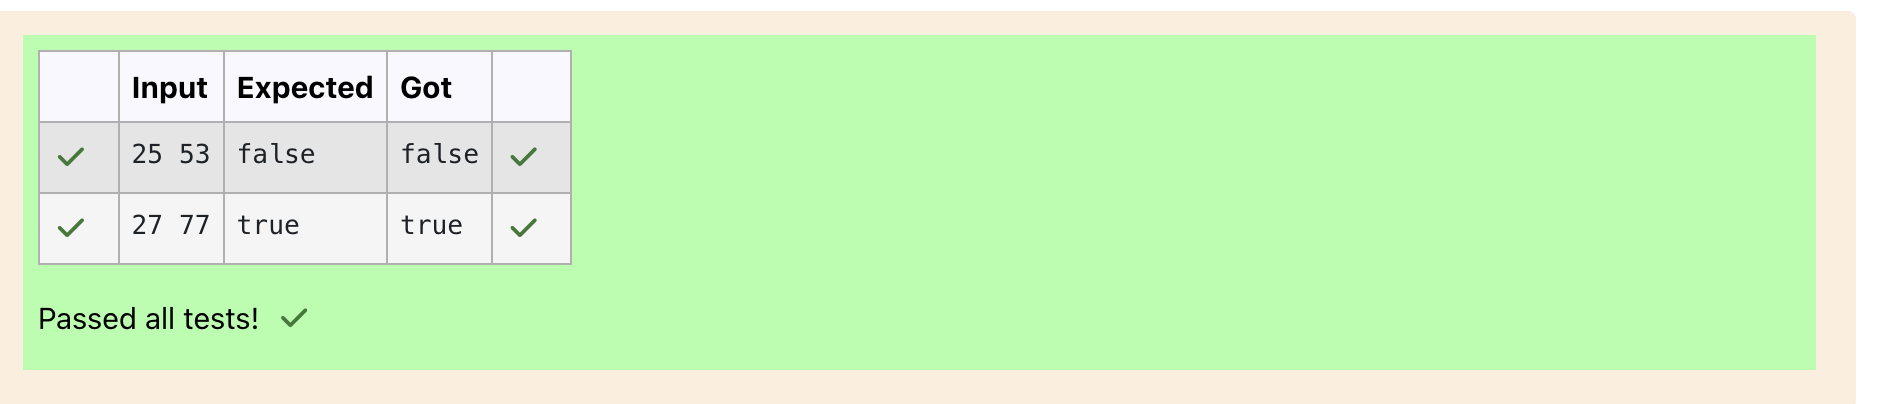 Input Expected Got
25 53 false false
27 77 true true
Passed all tests!